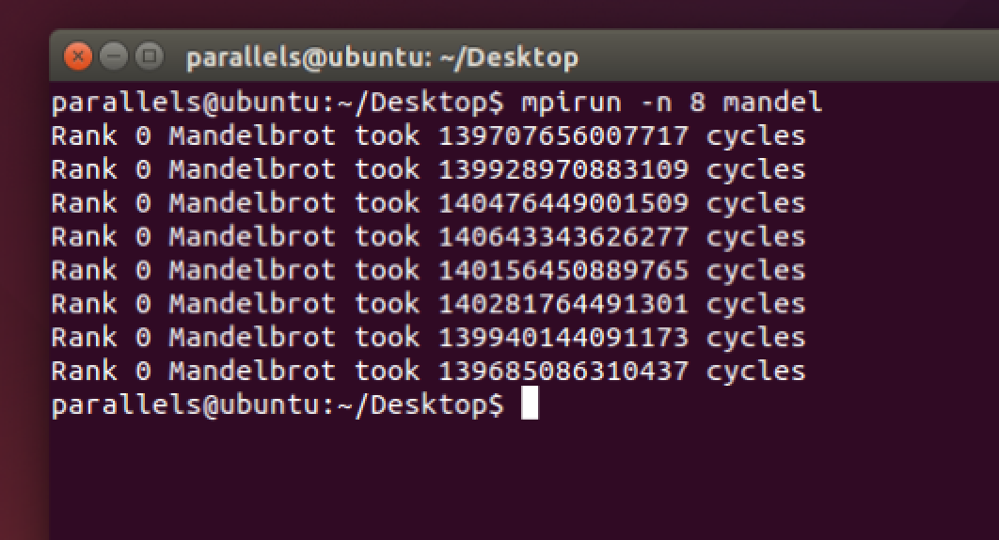 parallels@ubuntu: ~/Desktop
parallels@ubuntu:~/Desktop$ mpirun -n 8 mandel
Rank 0 Mandelbrot took 139707656007717 cycles
Rank 0 Mandelbrot took 139928970883109 cycles
Rank 0 Mandelbrot took 140476449001509 cycles
Rank 0 Mandelbrot took 140643343626277 cycles
Rank 0 Mandelbrot took 140156450889765 cycles
Rank 0 Mandelbrot took 140281764491301 cycles
Rank 0 Mandelbrot took 139940144091173 cycles
Rank 0 Mandelbrot took 139685086310437 cycles
parallels@ubuntu:~/Desktop$